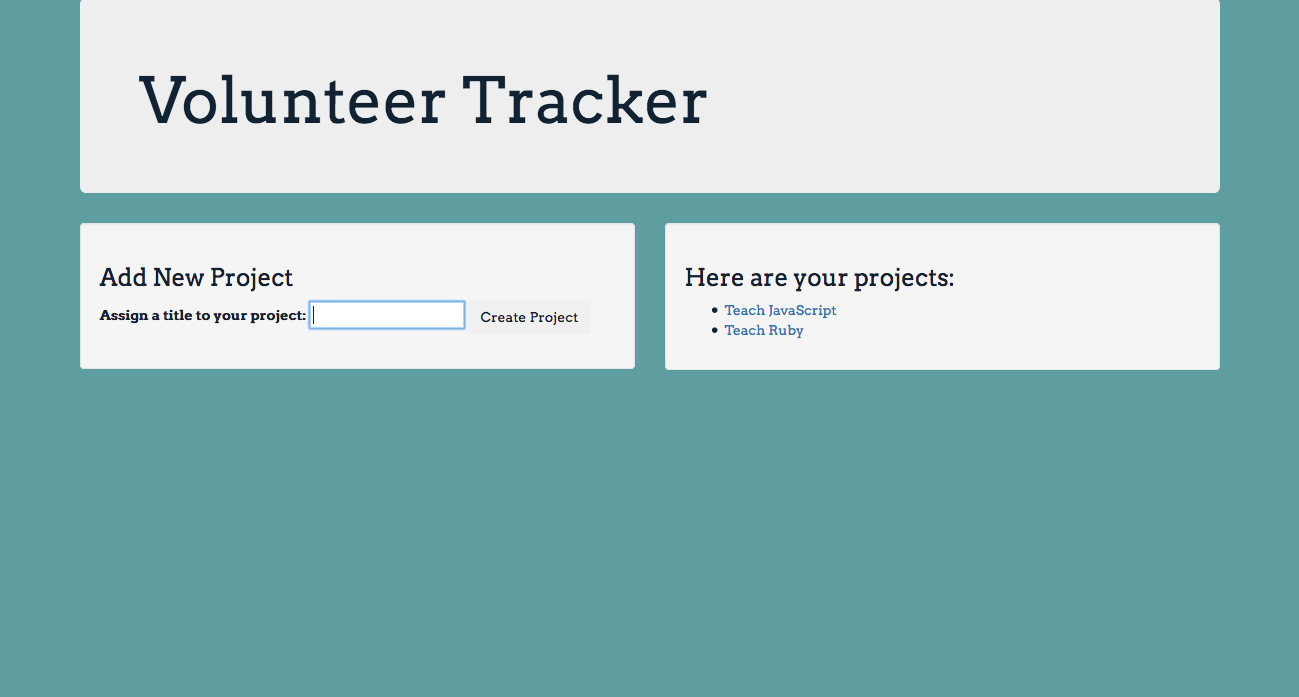 Volunteer Tracker
Add New Project
Assign a title to your project: Create Project
Here are your projects:
Teach JavaScript
Teach Ruby